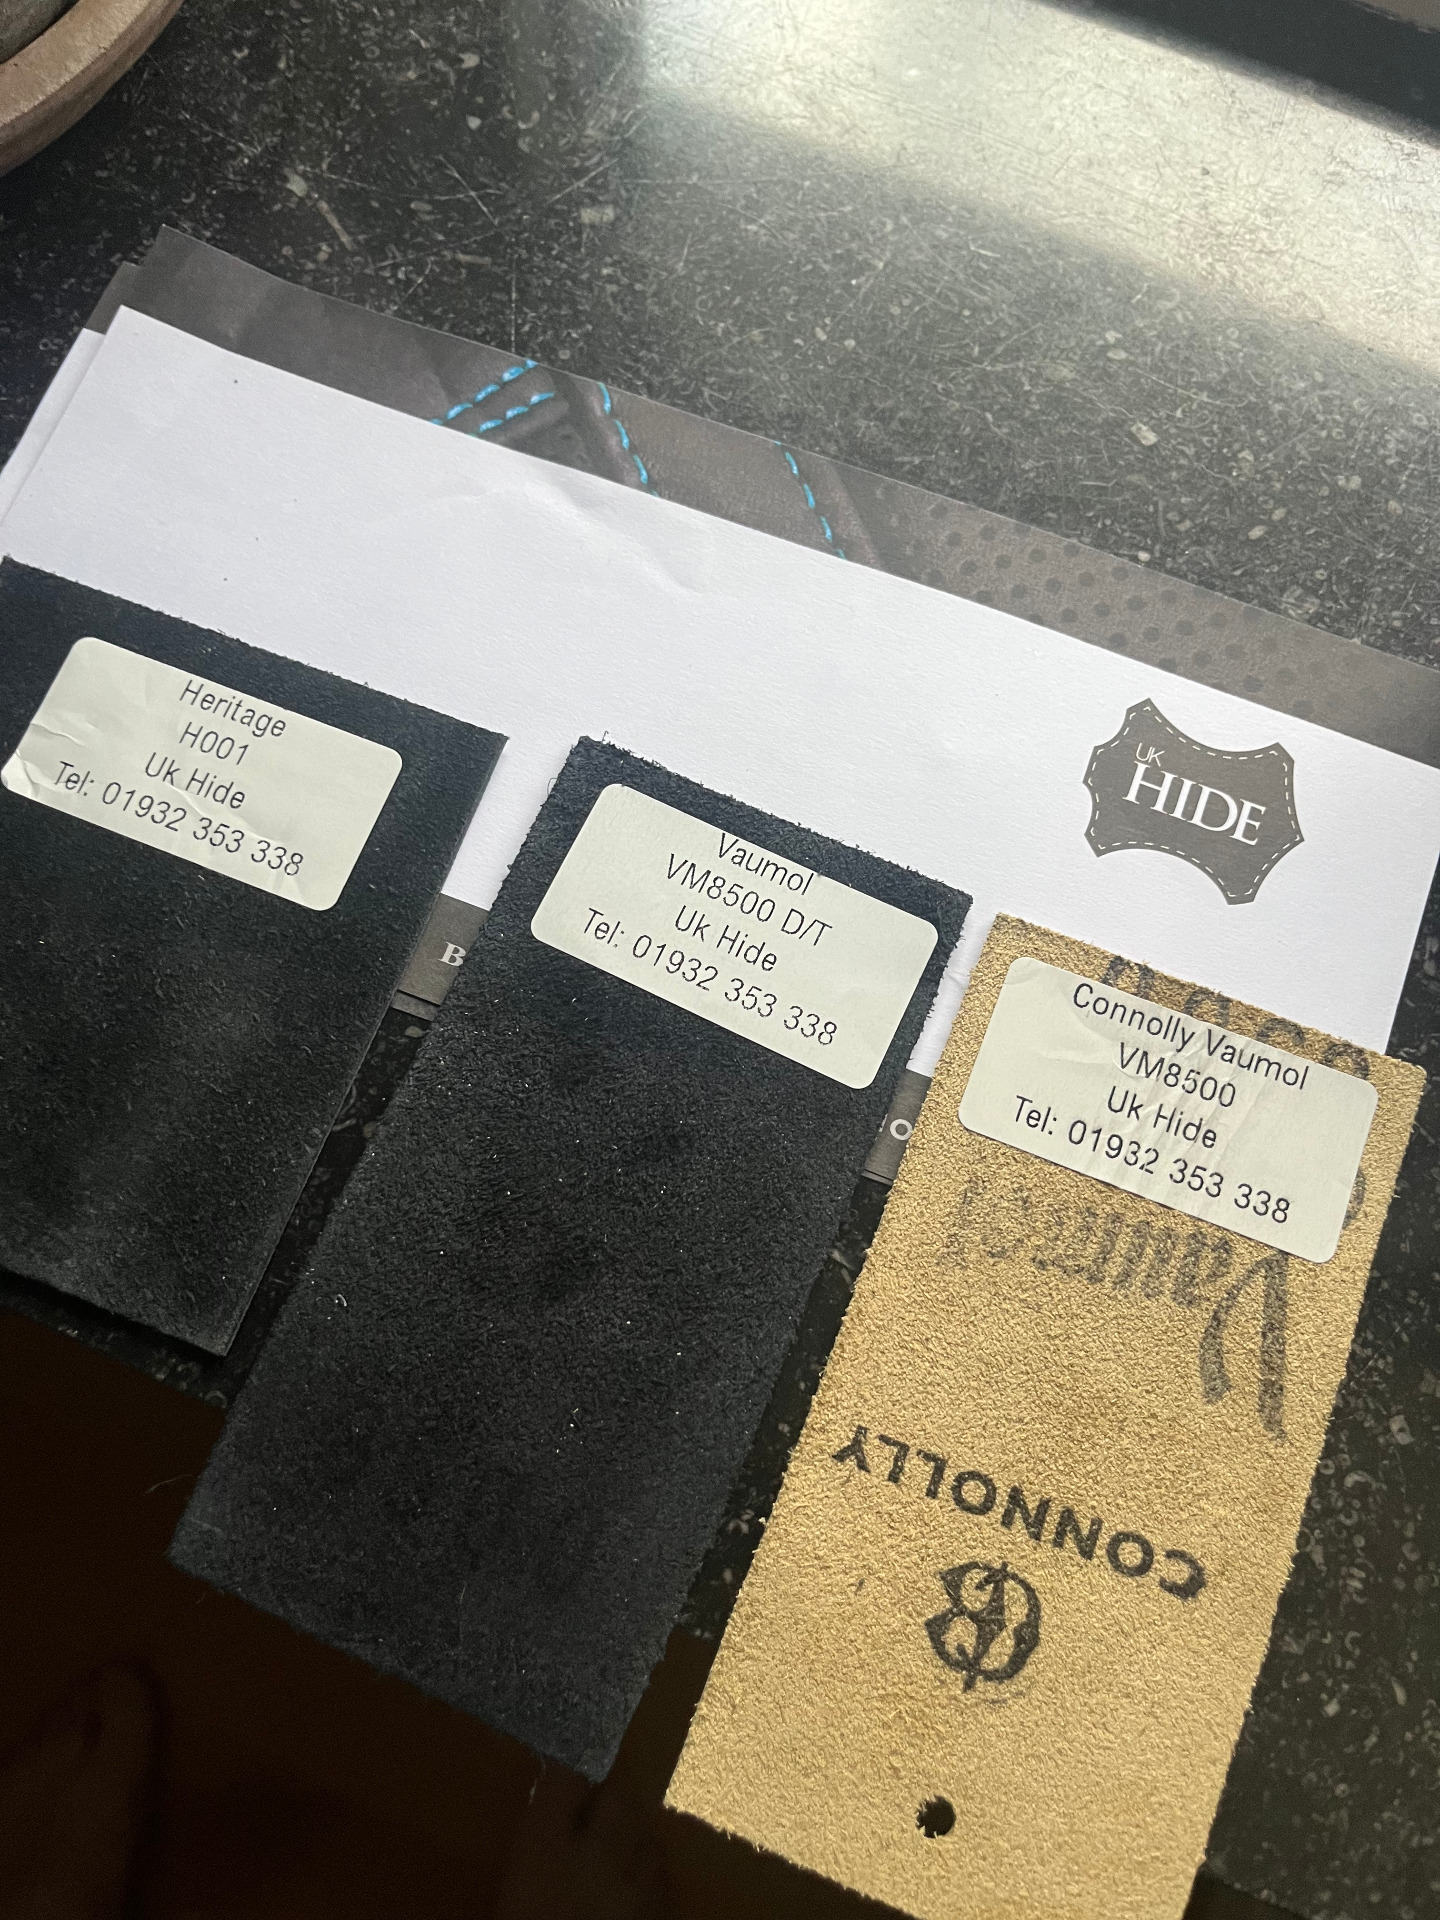 UK
HIDE
Heritage
H001
Uk Hide
Tel: 01932 353 338
Vaumol
VM8500 D/T
Uk Hide
Tel: 01932 353 338
Connolly Vaumol
VM8500
Uk Hide
Tel: 01932 353 338
Vaumol
CONNOLLY